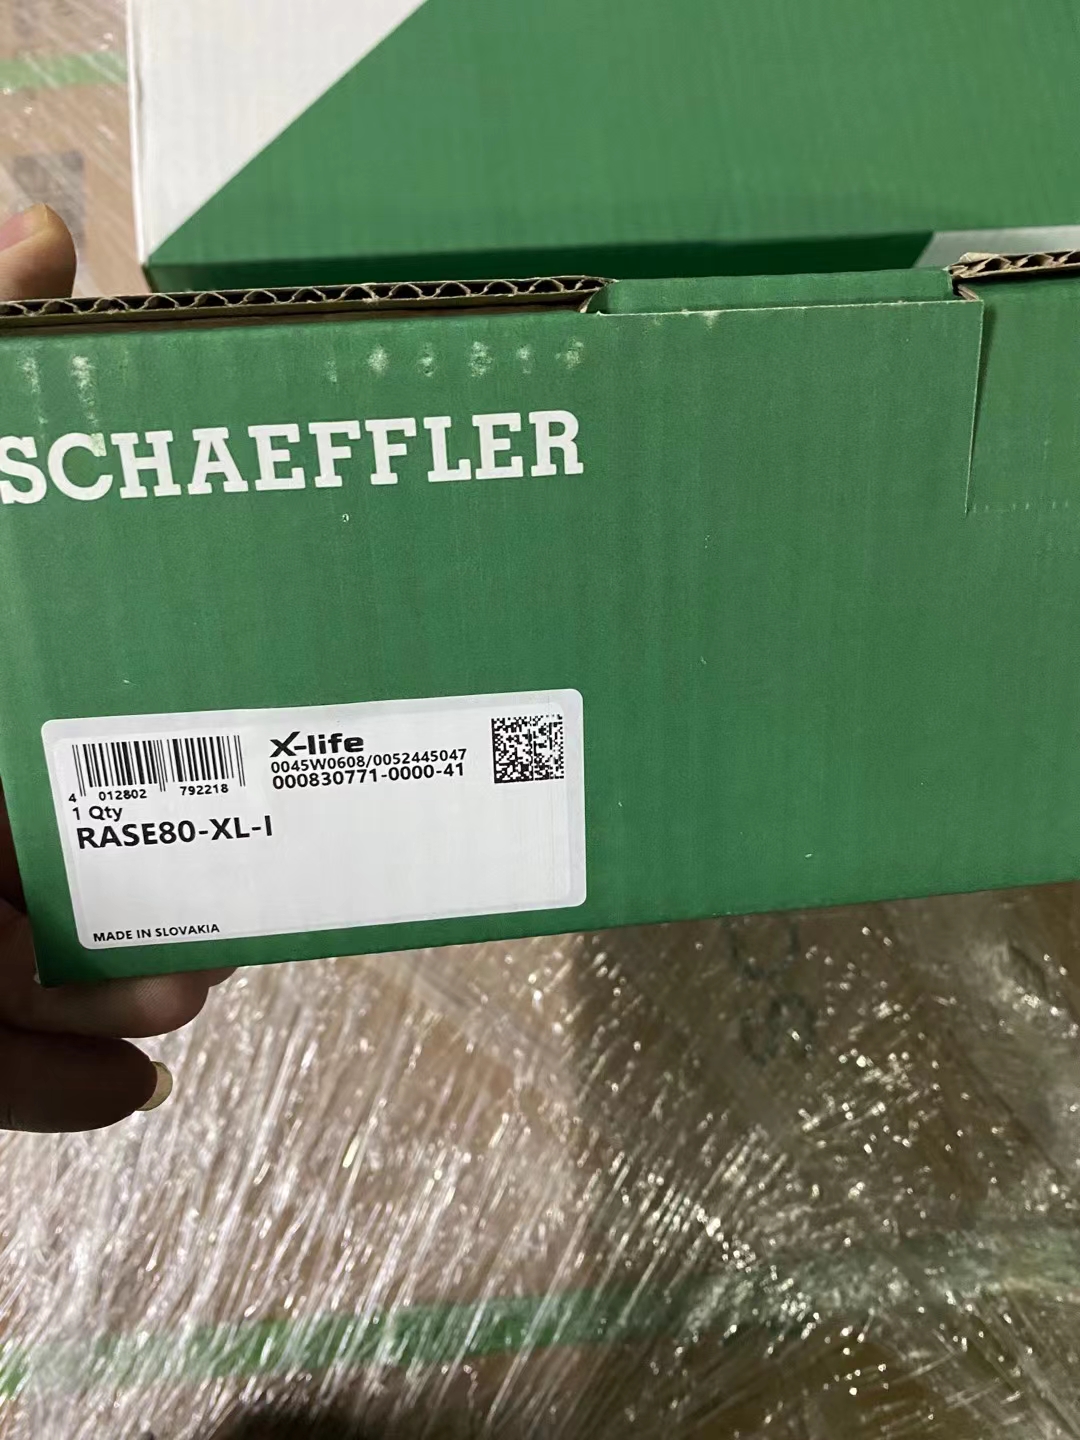 SCHAEFFLER
X-life
0045W0608/0052445047
000830771-0000-41
4 012802 792218
1 Qty
RASE80-XL-I
MADE IN SLOVAKIA